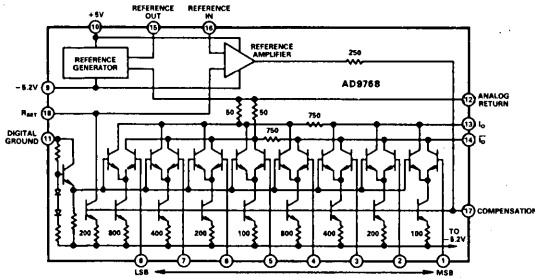 REFERENCE OUT
REFERENCE IN
+5V
10
15
16
REFERENCE AMPLIFIER
250
REFERENCE GENERATOR
AD9768
-5.2V
9
12
ANALOG RETURN
RSET
18
50
50
750
13
IO
DIGITAL GROUND
11
750
14
IO
17
COMPENSATION
200
800
400
200
100
800
400
200
100
TO -5.2V
8
7
6
5
4
3
2
1
LSB
MSB